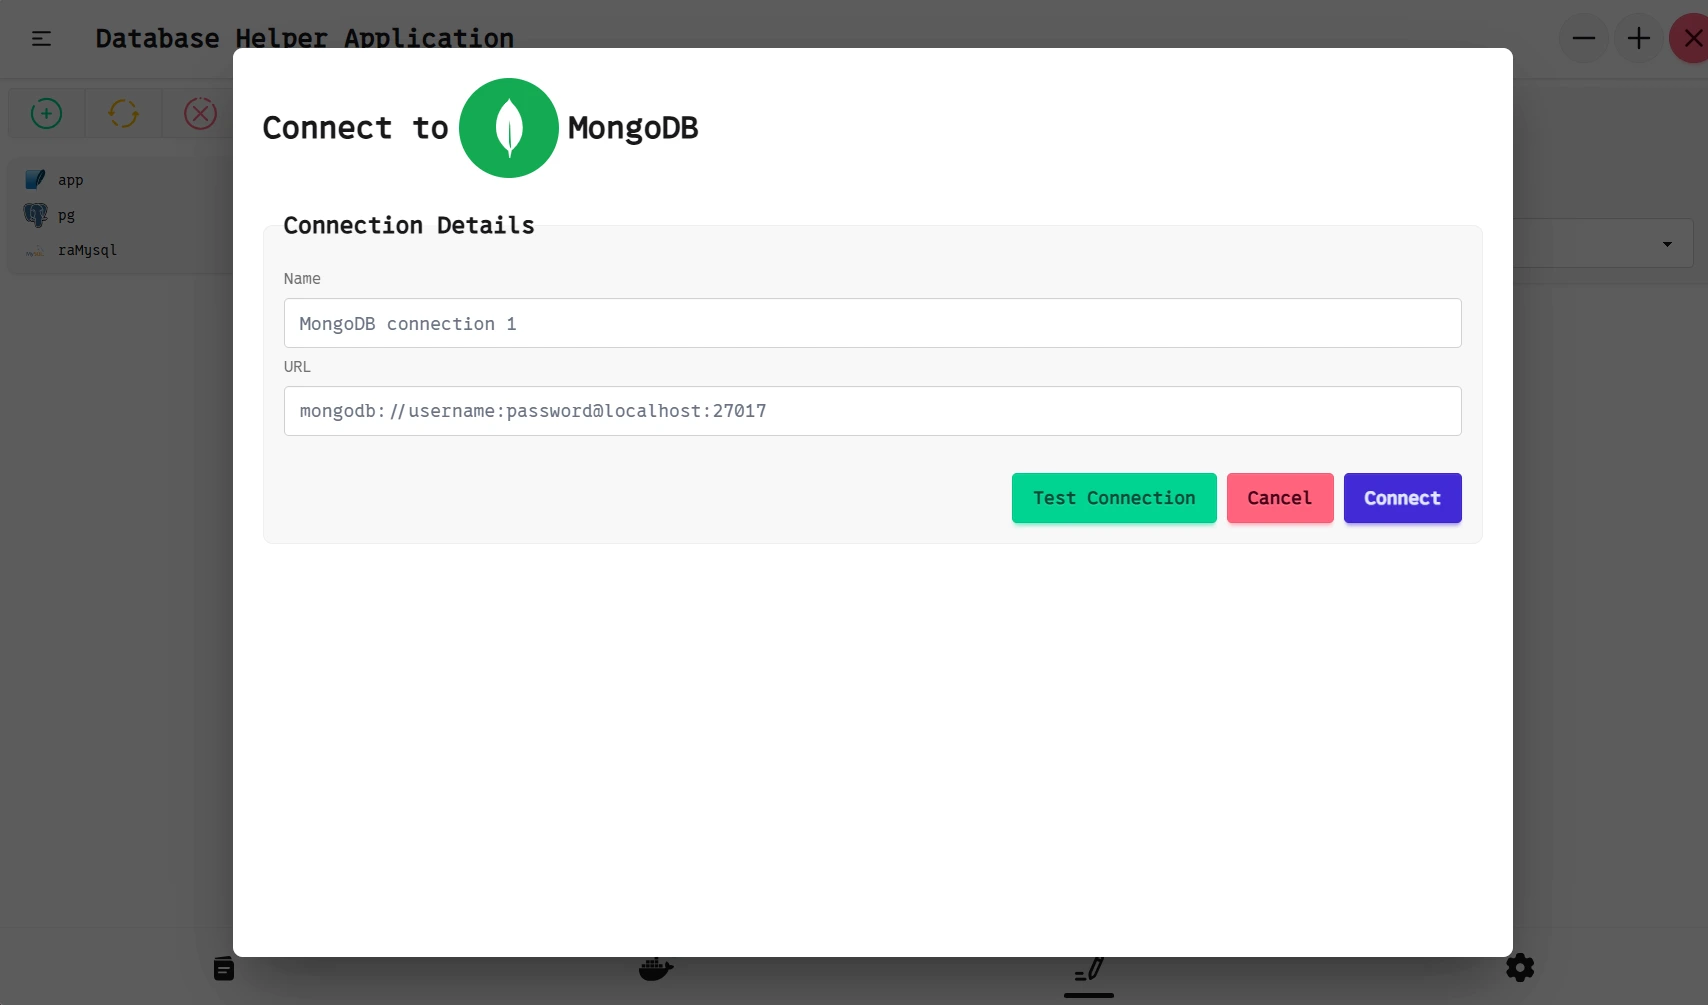 Database Helper Application
Connect to MongoDB
app
pg
raMysql
Connection Details
Name
MongoDB connection 1
URL
mongodb://username:password@localhost:27017
Test Connection
Cancel
Connect